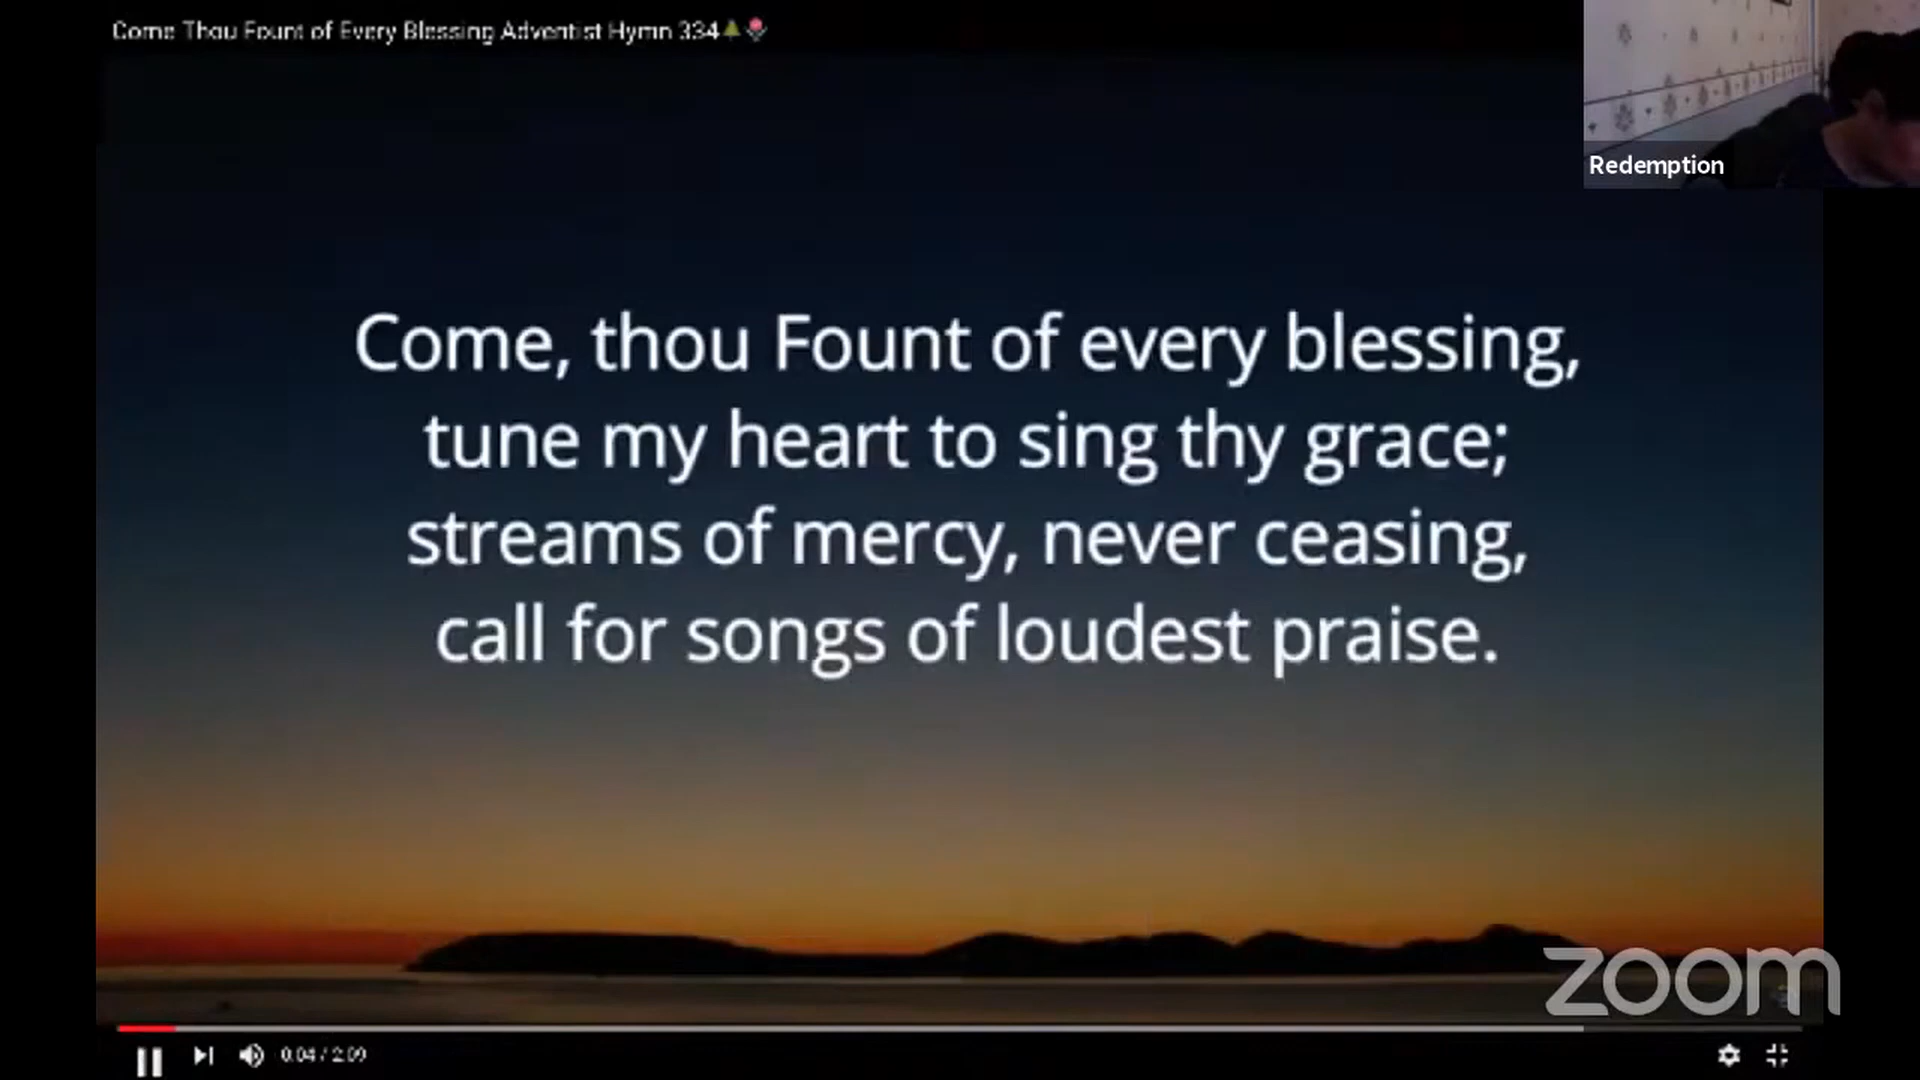 Come Thou Fount of Every Blessing Adventist Hymn 334
Redemption
Come, thou Fount of every blessing,
tune my heart to sing thy grace;
streams of mercy, never ceasing,
call for songs of loudest praise.
zoom
0:04 / 2:09